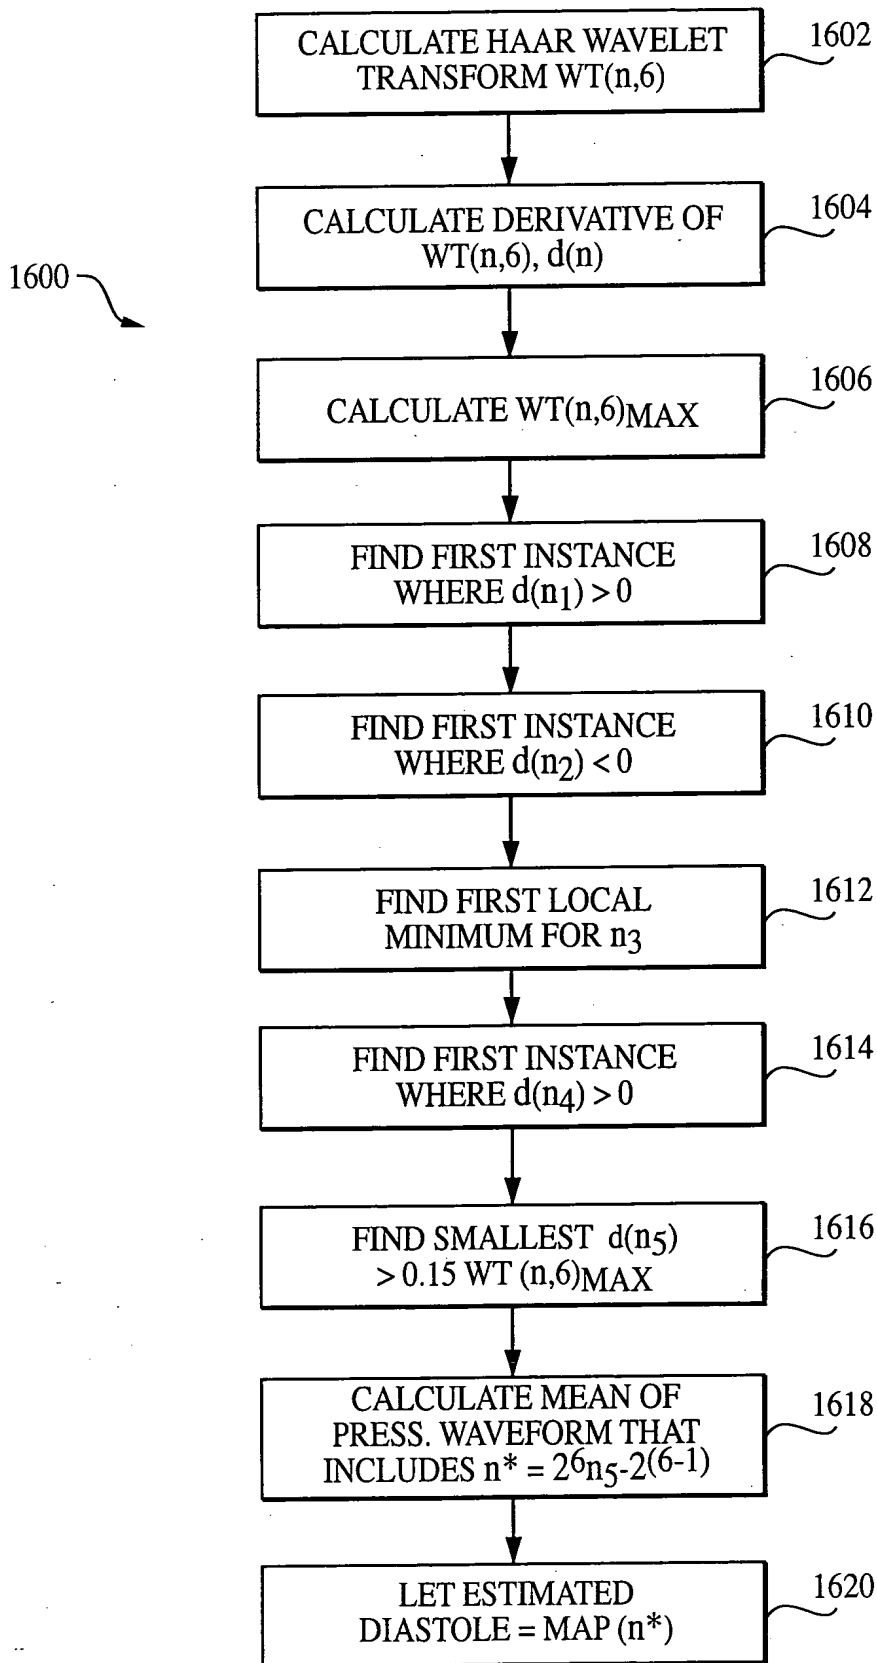 CALCULATE HAAR WAVELET
TRANSFORM WT(n,6)
1602
CALCULATE DERIVATIVE OF
WT(n,6), d(n)
1604
1600
CALCULATE WT(n,6)MAX
1606
FIND FIRST INSTANCE
WHERE d(n1) > 0
1608
FIND FIRST INSTANCE
WHERE d(n2) < 0
1610
FIND FIRST LOCAL
MINIMUM FOR n3
1612
FIND FIRST INSTANCE
WHERE d(n4) > 0
1614
FIND SMALLEST d(n5)
> 0.15 WT (n,6)MAX
1616
CALCULATE MEAN OF
PRESS. WAVEFORM THAT
INCLUDES n* = 2^6n5-2^(6-1)
1618
LET ESTIMATED
DIASTOLE = MAP (n*)
1620